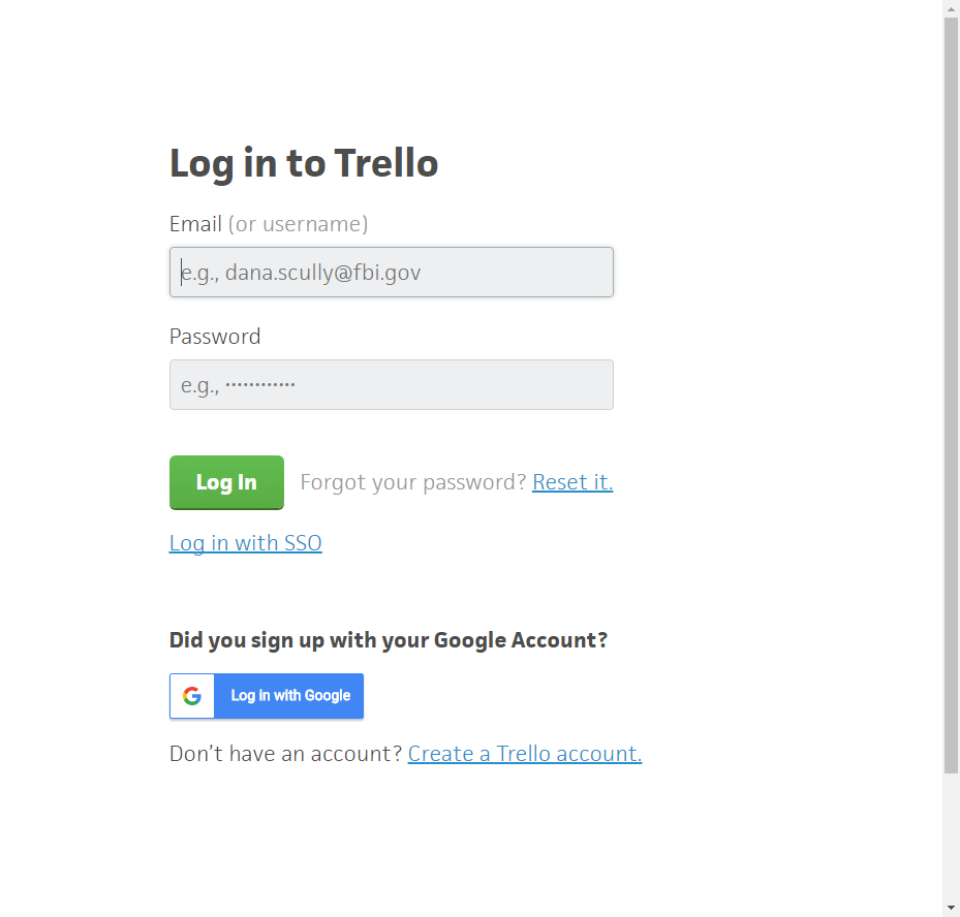 Log in to Trello
Email (or username)
e.g., dana.scully@fbi.gov
Password
e.g., ••••••••••••
Log In Forgot your password? Reset it.
Log in with SSO
Did you sign up with your Google Account?
Log in with Google
Don’t have an account? Create a Trello account.